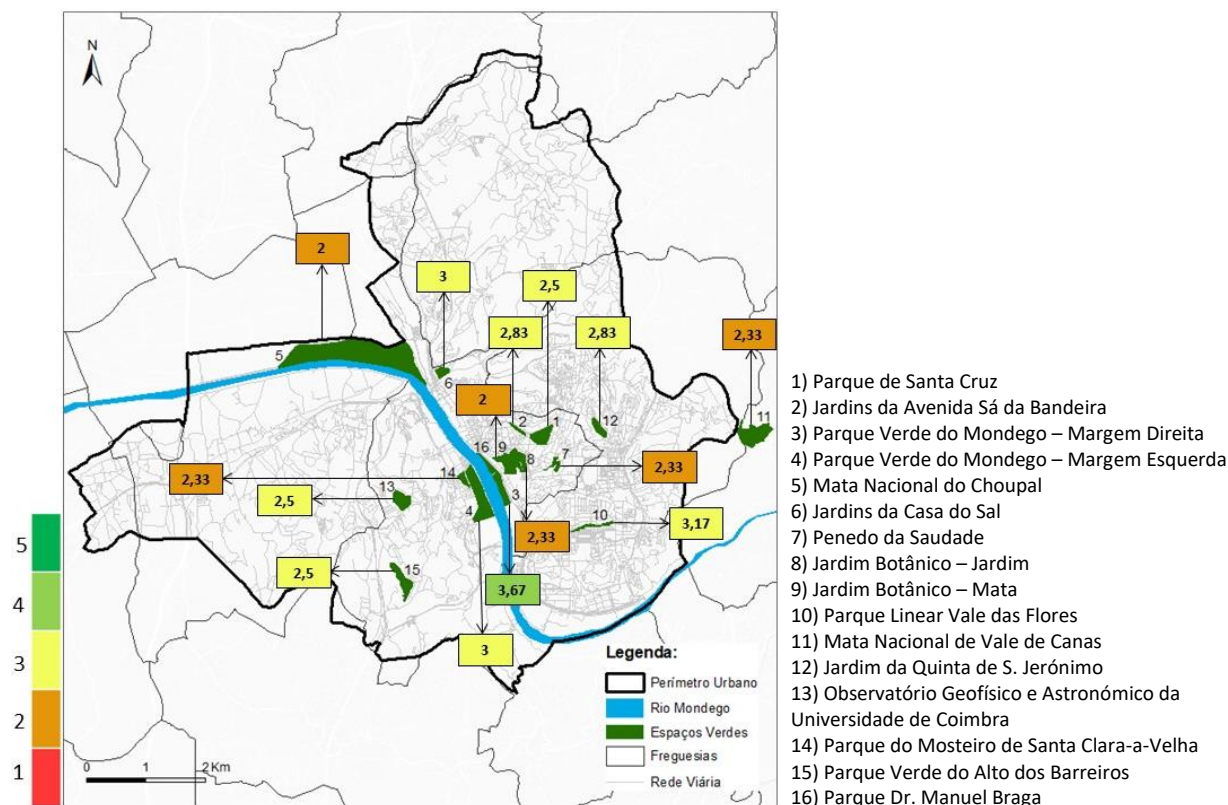 N
2
3
2,5
2,83
2,83
2,33
5
6
2
2
1
12
11
16
9
8
7
2,33
14
2,33
13
2,5
3
4
10
2,33
3,17
15
2,5
3,67
3
5
4
3
2
1
Legenda:
Perímetro Urbano
Rio Mondego
Espaços Verdes
Freguesias
Rede Viária
0 1 2 Km
1) Parque de Santa Cruz
2) Jardins da Avenida Sá da Bandeira
3) Parque Verde do Mondego – Margem Direita
4) Parque Verde do Mondego – Margem Esquerda
5) Mata Nacional do Choupal
6) Jardins da Casa do Sal
7) Penedo da Saudade
8) Jardim Botânico – Jardim
9) Jardim Botânico – Mata
10) Parque Linear Vale das Flores
11) Mata Nacional de Vale de Canas
12) Jardim da Quinta de S. Jerónimo
13) Observatório Geofísico e Astronómico da
Universidade de Coimbra
14) Parque do Mosteiro de Santa Clara-a-Velha
15) Parque Verde do Alto dos Barreiros
16) Parque Dr. Manuel Braga